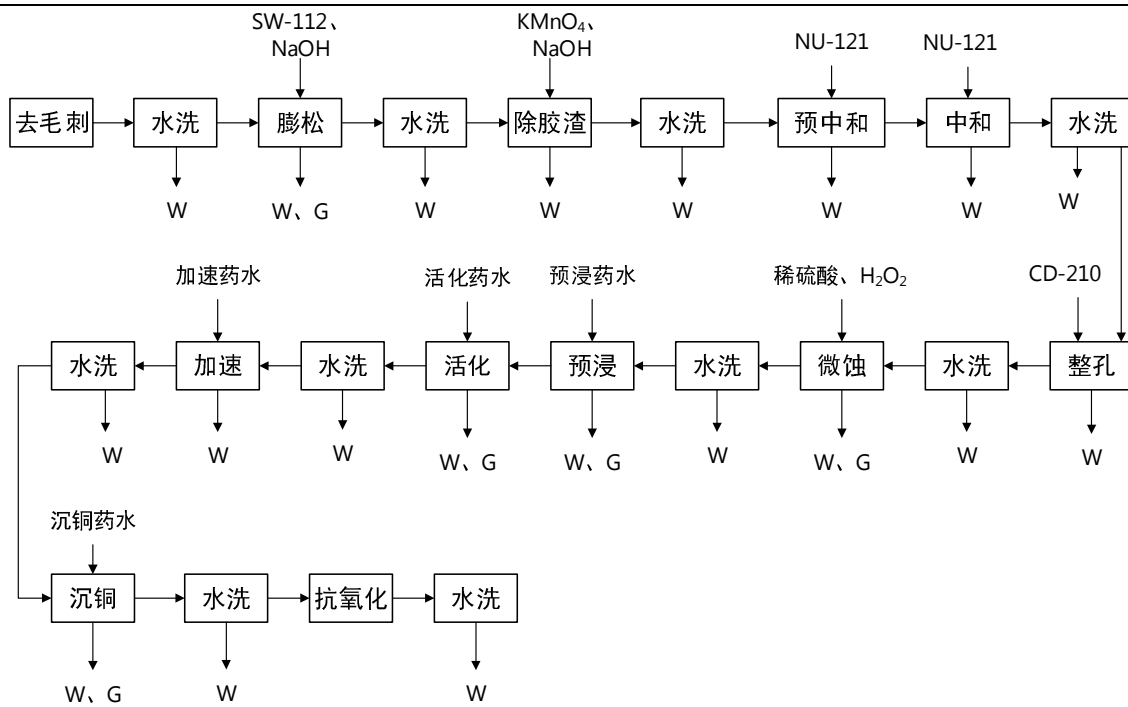 SW-112、
NaOH
KMnO₄、
NaOH
NU-121
NU-121
去毛刺
水洗
膨松
水洗
除胶渣
水洗
预中和
中和
水洗
W
W、G
W
W
W
W
W
W
加速药水
活化药水
预浸药水
稀硫酸、H₂O₂
CD-210
水洗
加速
水洗
活化
预浸
水洗
微蚀
水洗
整孔
W
W
W
W、G
W、G
W
W、G
W
W
沉铜药水
沉铜
水洗
抗氧化
水洗
W、G
W
W